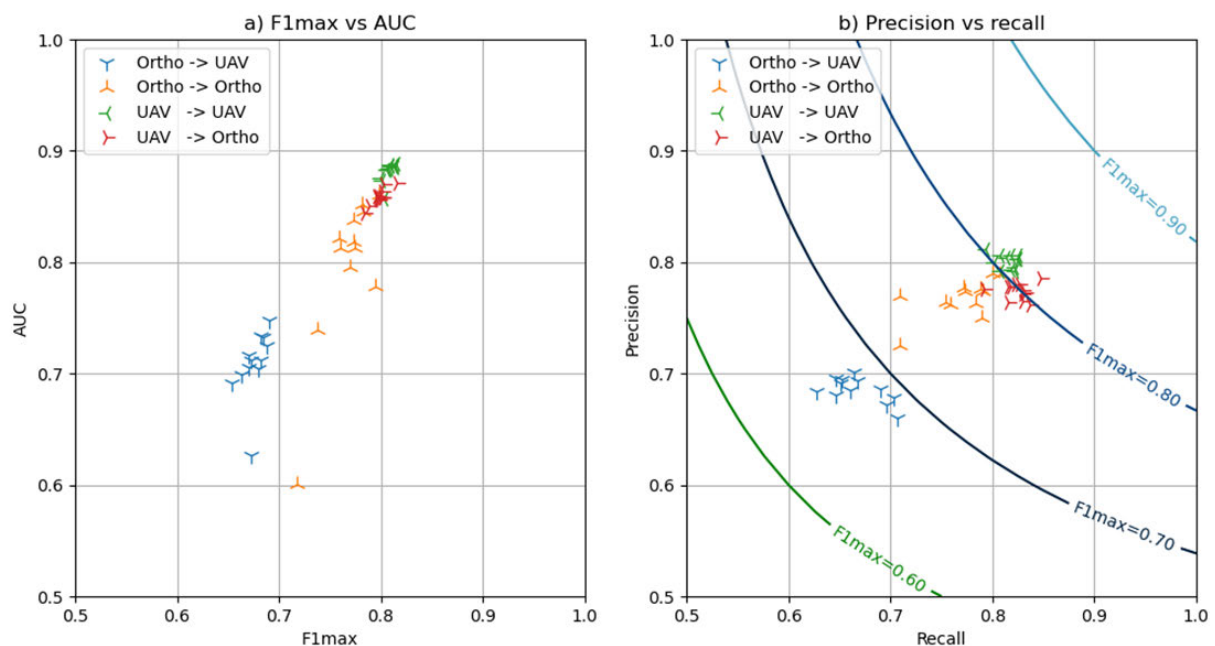 a) F1max vs AUC
1.0
0.9
0.8
0.7
0.6
0.5
AUC
Ortho -> UAV
Ortho -> Ortho
UAV -> UAV
UAV -> Ortho
0.5 0.6 0.7 0.8 0.9 1.0
F1max
b) Precision vs recall
1.0
0.9
0.8
0.7
0.6
0.5
Precision
Ortho -> UAV
Ortho -> Ortho
UAV -> UAV
UAV -> Ortho
F1max=0.90
F1max=0.80
F1max=0.70
F1max=0.60
0.5 0.6 0.7 0.8 0.9 1.0
Recall